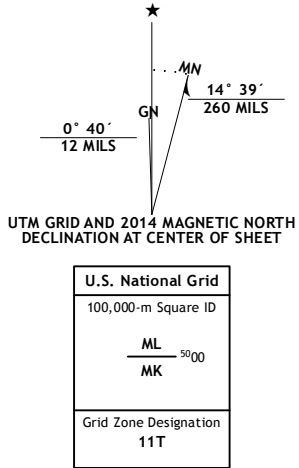 MN
GN
14° 39´
260 MILS
0° 40´
12 MILS
UTM GRID AND 2014 MAGNETIC NORTH
DECLINATION AT CENTER OF SHEET
U.S. National Grid
100,000-m Square ID
ML
5000
MK
Grid Zone Designation
11T